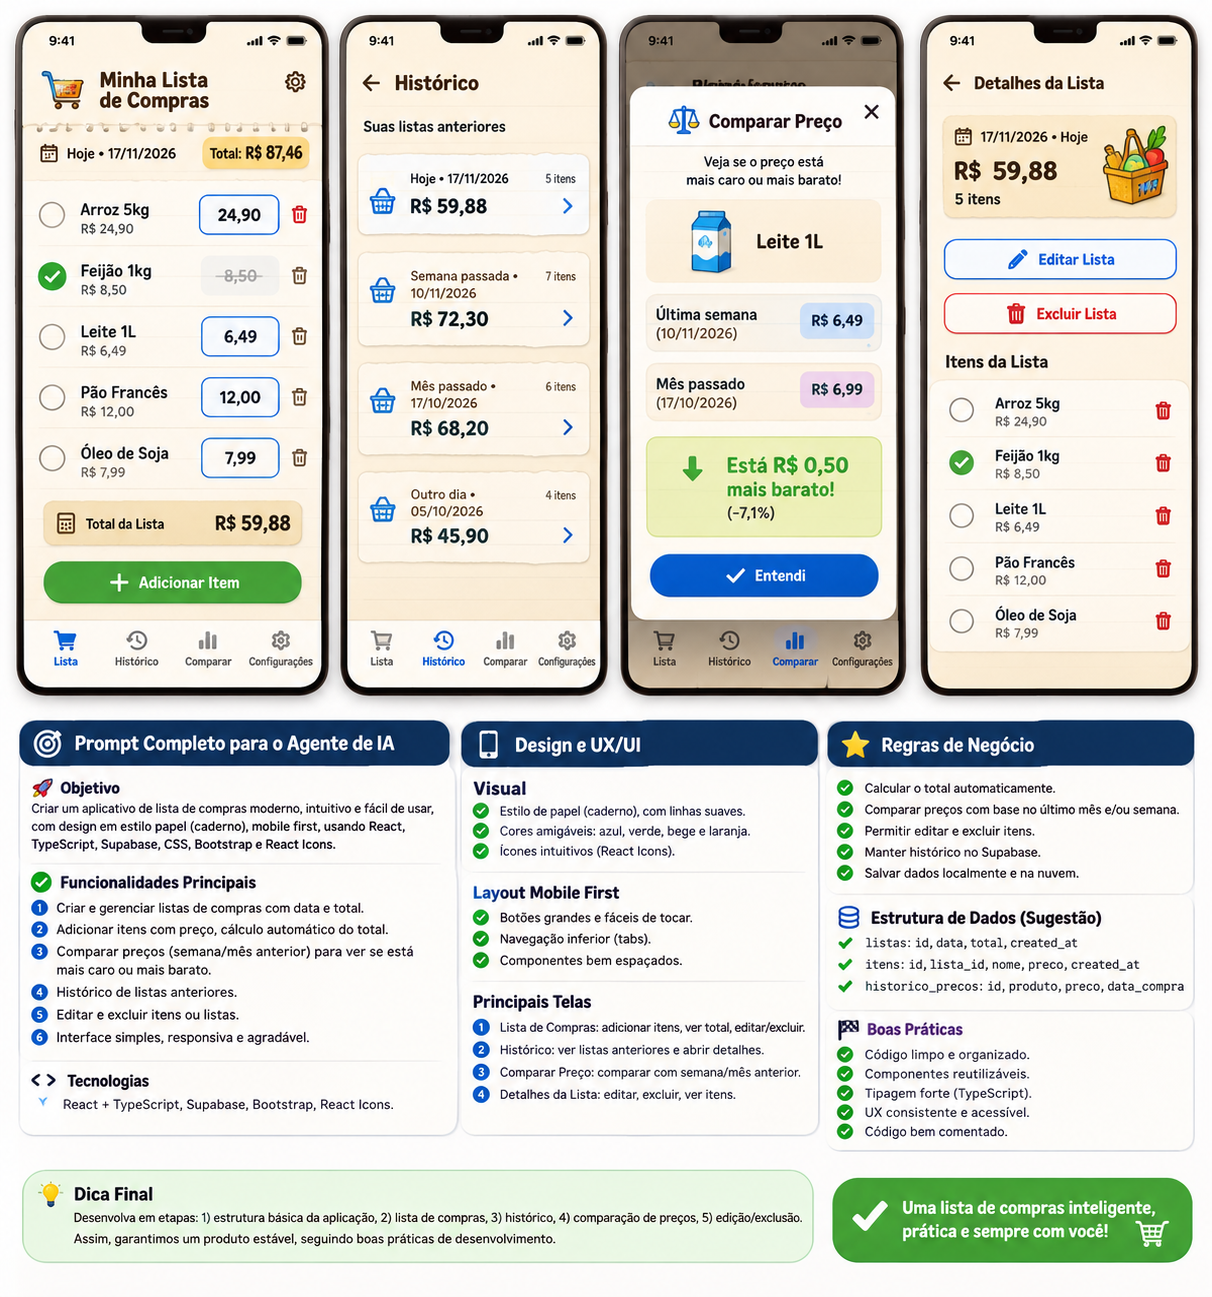 9:41
Minha Lista
de Compras
Hoje • 17/11/2026
Total: R$ 87,46
Arroz 5kg
R$ 24,90
24,90
Feijão 1kg
R$ 8,50
8,50
Leite 1L
R$ 6,49
6,49
Pão Francês
R$ 12,00
12,00
Óleo de Soja
R$ 7,99
7,99
Total da Lista
R$ 59,88
Adicionar Item
Lista
Histórico
Comparar
Configurações
9:41
Histórico
Suas listas anteriores
Hoje • 17/11/2026
5 itens
R$ 59,88
Semana passada •
7 itens
10/11/2026
R$ 72,30
Mês passado •
6 itens
17/10/2026
R$ 68,20
Outro dia •
4 itens
05/10/2026
R$ 45,90
Lista
Histórico
Comparar
Configurações
9:41
Comparar Preço
Veja se o preço está
mais caro ou mais barato!
Leite 1L
Última semana
(10/11/2026)
R$ 6,49
Mês passado
(17/10/2026)
R$ 6,99
Está R$ 0,50
mais barato!
(-7,1%)
Entendi
Lista
Histórico
Comparar
Configurações
9:41
Detalhes da Lista
17/11/2026 • Hoje
R$ 59,88
5 itens
Editar Lista
Excluir Lista
Itens da Lista
Arroz 5kg
R$ 24,90
Feijão 1kg
R$ 8,50
Leite 1L
R$ 6,49
Pão Francês
R$ 12,00
Óleo de Soja
R$ 7,99
Prompt Completo para o Agente de IA
Objetivo
Criar um aplicativo de lista de compras moderno, intuitivo e fácil de usar,
com design em estilo papel (caderno), mobile first, usando React,
TypeScript, Supabase, CSS, Bootstrap e React Icons.
Funcionalidades Principais
1 Criar e gerenciar listas de compras com data e total.
2 Adicionar itens com preço, cálculo automático do total.
3 Comparar preços (semana/mês anterior) para ver se está
mais caro ou mais barato.
4 Histórico de listas anteriores.
5 Editar e excluir itens ou listas.
6 Interface simples, responsiva e agradável.
Tecnologias
React + TypeScript, Supabase, Bootstrap, React Icons.
Design e UX/UI
Visual
Estilo de papel (caderno), com linhas suaves.
Cores amigáveis: azul, verde, bege e laranja.
Ícones intuitivos (React Icons).
Layout Mobile First
Botões grandes e fáceis de tocar.
Navegação inferior (tabs).
Componentes bem espaçados.
Principais Telas
1 Lista de Compras: adicionar itens, ver total, editar/excluir.
2 Histórico: ver listas anteriores e abrir detalhes.
3 Comparar Preço: comparar com semana/mês anterior.
4 Detalhes da Lista: editar, excluir, ver itens.
Regras de Negócio
Calcular o total automaticamente.
Comparar preços com base no último mês e/ou semana.
Permitir editar e excluir itens.
Manter histórico no Supabase.
Salvar dados localmente e na nuvem.
Estrutura de Dados (Sugestão)
listas: id, data, total, created_at
itens: id, lista_id, nome, preco, created_at
historico_precos: id, produto, preco, data_compra
Boas Práticas
Código limpo e organizado.
Componentes reutilizáveis.
Tipagem forte (TypeScript).
UX consistente e acessível.
Código bem comentado.
Dica Final
Desenvolva em etapas: 1) estrutura básica da aplicação, 2) lista de compras, 3) histórico, 4) comparação de preços, 5) edição/exclusão.
Assim, garantimos um produto estável, seguindo boas práticas de desenvolvimento.
Uma lista de compras inteligente,
prática e sempre com você!